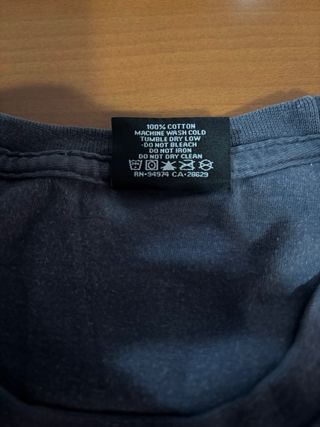 100% COTTON
MACHINE WASH COLD
TUMBLE DRY LOW
-DO NOT BLEACH
DO NOT IRON
DO NOT DRY CLEAN
RN-94974 CA-28629